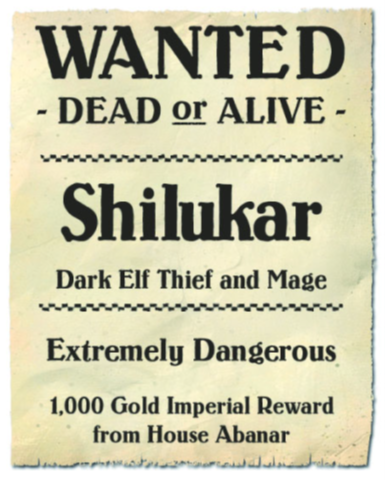 WANTED
- DEAD or ALIVE -
Shilukar
Dark Elf Thief and Mage
Extremely Dangerous
1,000 Gold Imperial Reward
from House Abanar